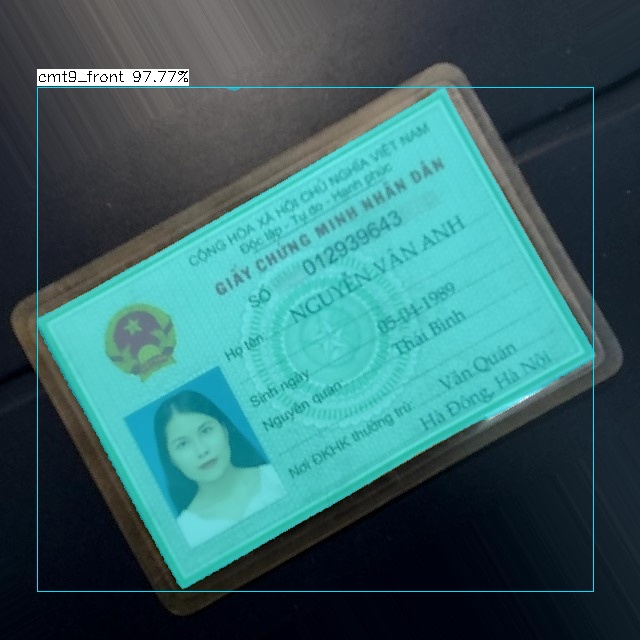 cmt9_front 97.77%
CỘNG HÒA XÃ HỘI CHỦ NGHĨA VIỆT NAM
Độc lập - Tự do - Hạnh phúc
GIẤY CHỨNG MINH NHÂN DÂN
SỐ 012939643
Họ tên NGUYỄN VÂN ANH
Sinh ngày 05-04-1989
Nguyên quán Thái Bình
Nơi ĐKHK thường trú: Văn Quán
Hà Đông, Hà Nội